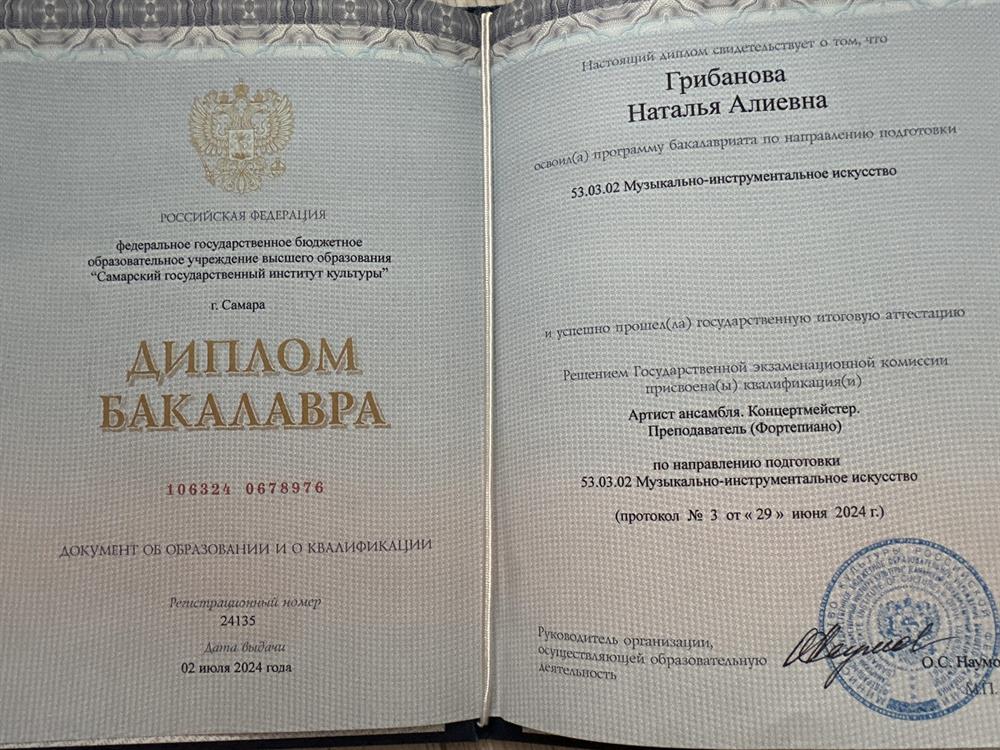 РОССИЙСКАЯ ФЕДЕРАЦИЯ
федеральное государственное бюджетное
образовательное учреждение высшего образования
“Самарский государственный институт культуры”
г. Самара
ДИПЛОМ
БАКАЛАВРА
106324 0678976
ДОКУМЕНТ ОБ ОБРАЗОВАНИИ И О КВАЛИФИКАЦИИ
Регистрационный номер
24135
Дата выдачи
02 июля 2024 года
Настоящий диплом свидетельствует о том, что
Грибанова
Наталья Алиевна
освоил(а) программу бакалавриата по направлению подготовки
53.03.02 Музыкально-инструментальное искусство
и успешно прошел(ла) государственную итоговую аттестацию
Решением Государственной экзаменационной комиссии
присвоена(ы) квалификация(и)
Артист ансамбля. Концертмейстер.
Преподаватель (Фортепиано)
по направлению подготовки
53.03.02 Музыкально-инструментальное искусство
(протокол № 3 от « 29 » июня 2024 г.)
Руководитель организации,
осуществляющей образовательную
деятельность
О.С. Наумо
М.П.